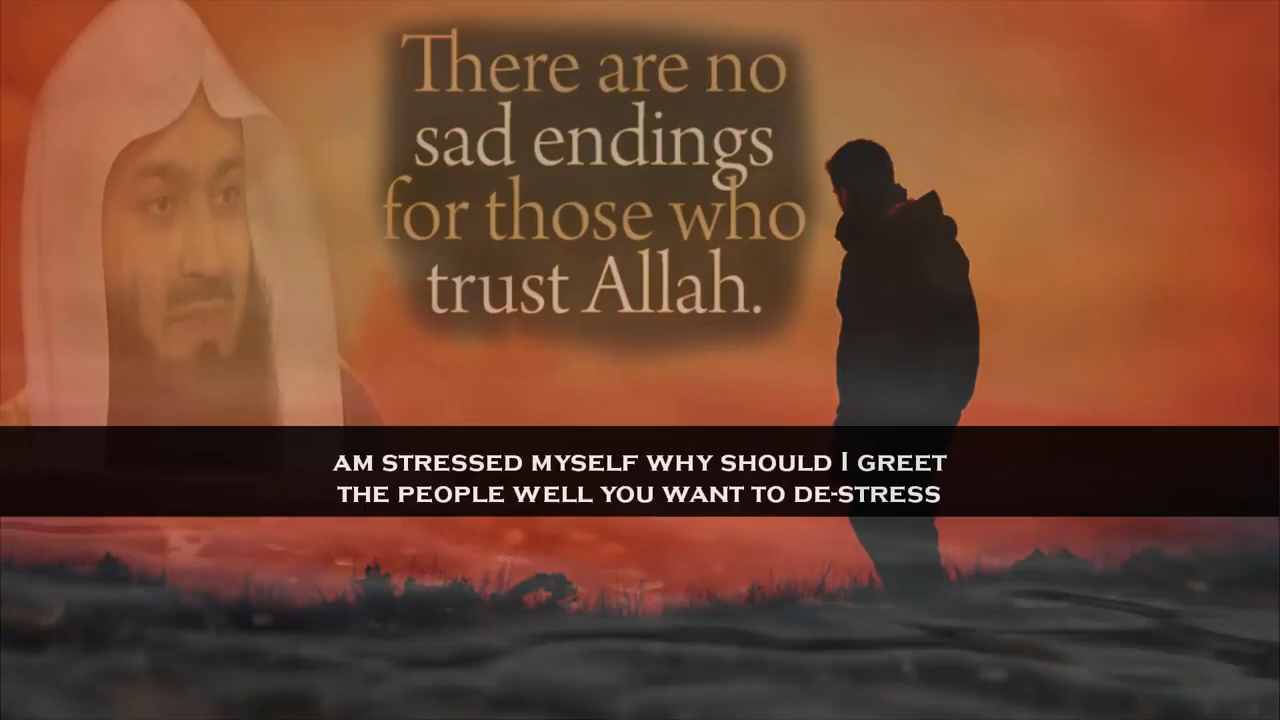 There are no
sad endings
for those who
trust Allah.
AM STRESSED MYSELF WHY SHOULD I GREET
THE PEOPLE WELL YOU WANT TO DE-STRESS